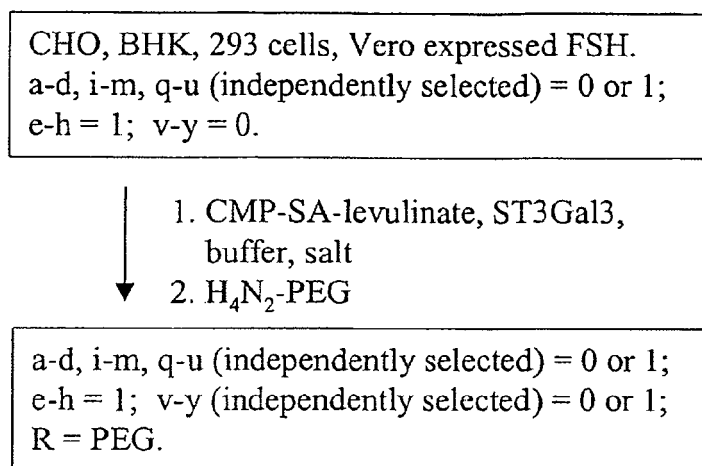 CHO, BHK, 293 cells, Vero expressed FSH.
a-d, i-m, q-u (independently selected) = 0 or 1;
e-h = 1; v-y = 0.
1. CMP-SA-levulinate, ST3Gal3,
buffer, salt
2. H₄N₂-PEG
a-d, i-m, q-u (independently selected) = 0 or 1;
e-h = 1; v-y (independently selected) = 0 or 1;
R = PEG.